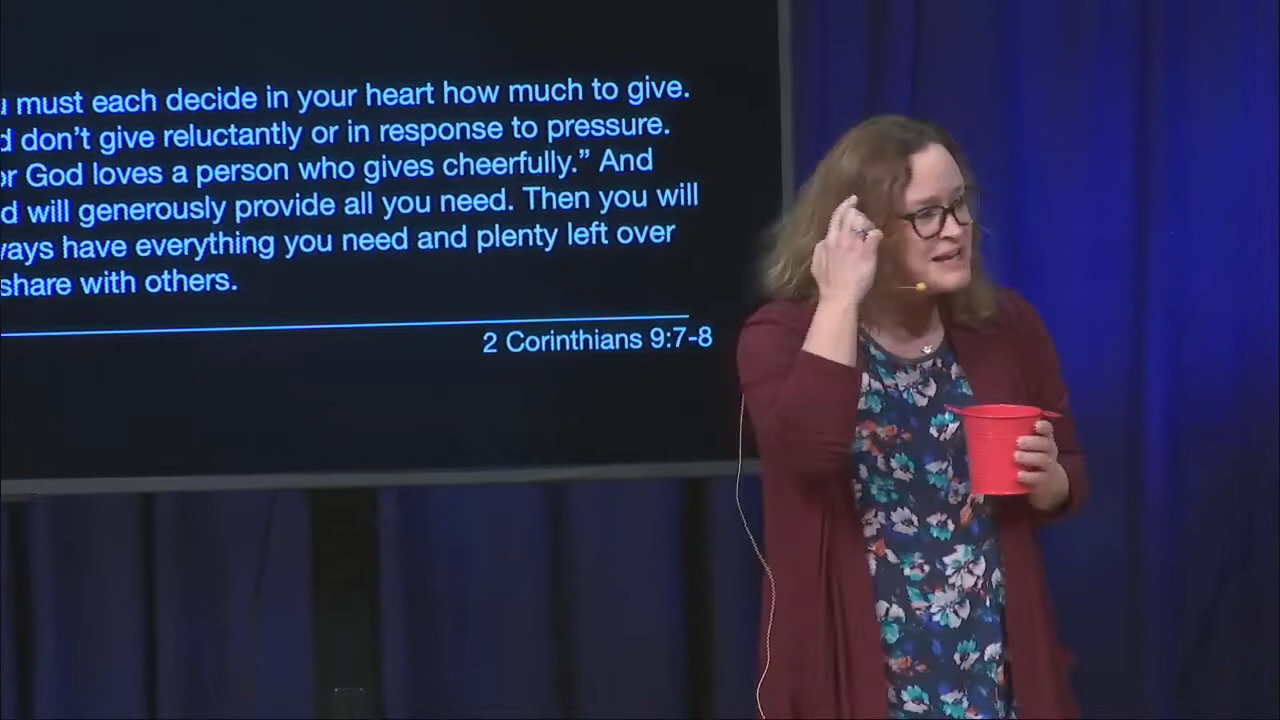 must each decide in your heart how much to give.
don’t give reluctantly or in response to pressure.
God loves a person who gives cheerfully.” And
will generously provide all you need. Then you will
have everything you need and plenty left over
share with others.
2 Corinthians 9:7-8